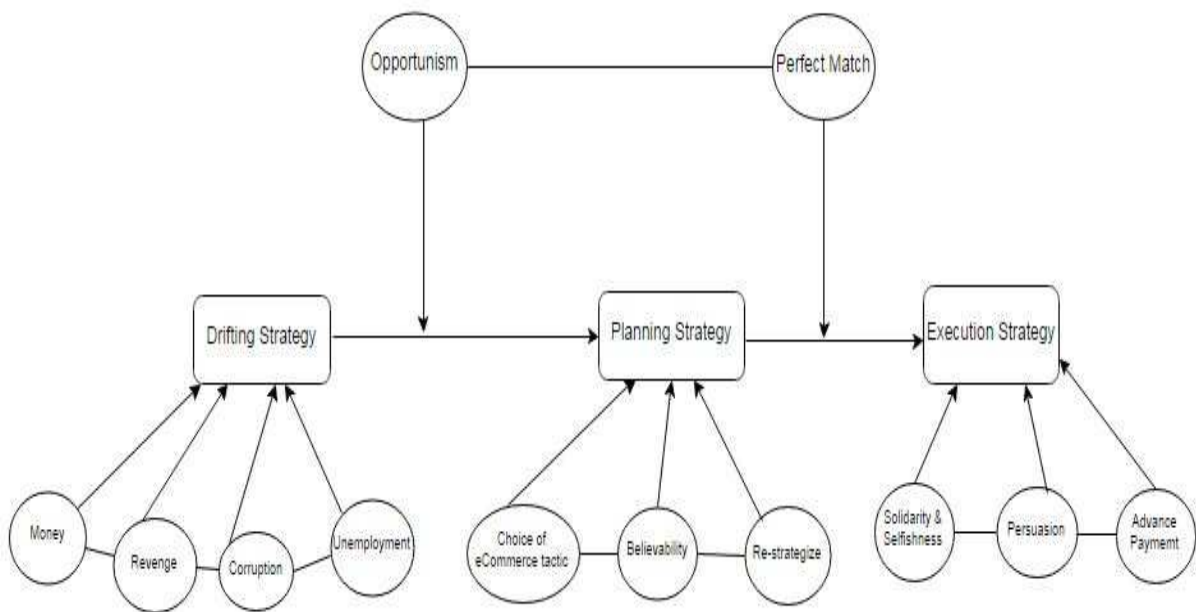 Opportunism
Perfect Match
Drifting Strategy
Planning Strategy
Execution Strategy
Money
Revenge
Corruption
Unemployment
Choice of
eCommerce tactic
Believability
Re-strategize
Solidarity &
Selfishness
Persuasion
Advance
Payment